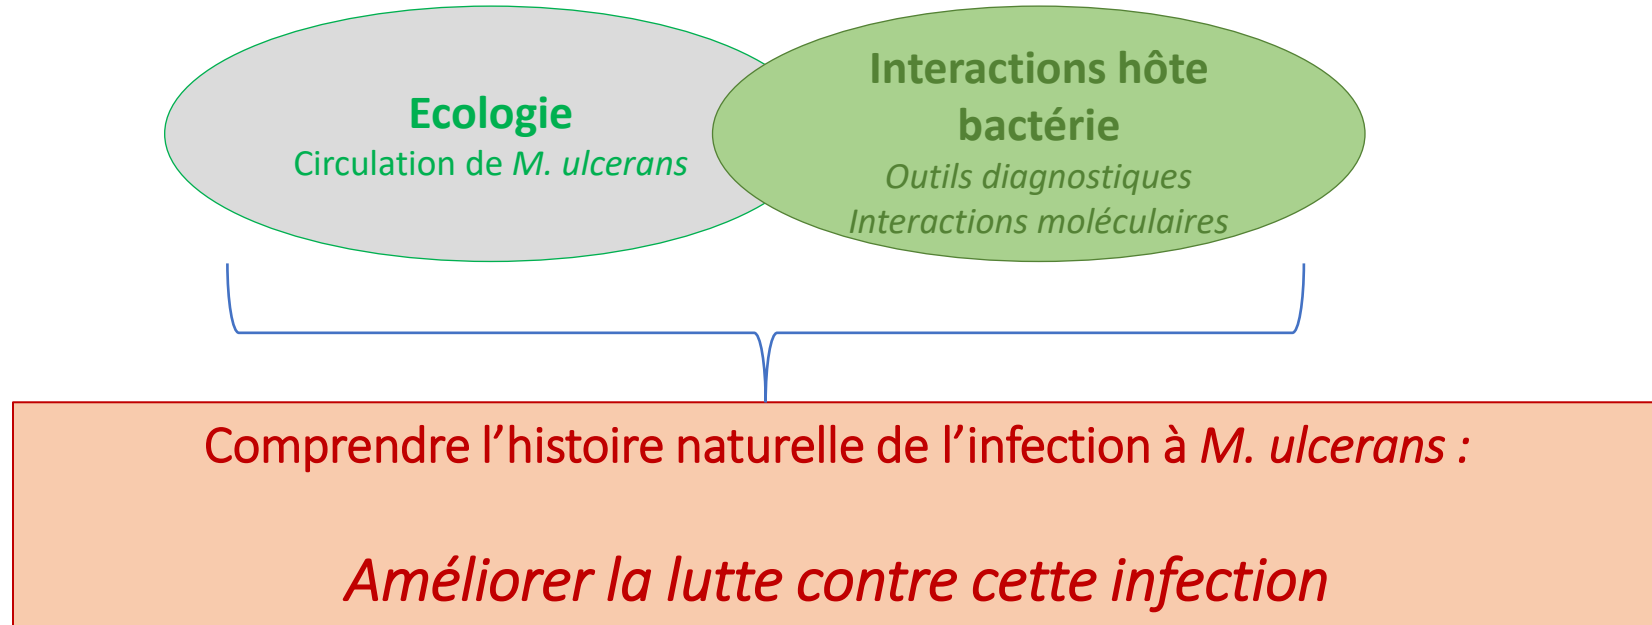 Ecologie
Circulation de M. ulcerans
Interactions hôte
bactérie
Outils diagnostiques
Interactions moléculaires
Comprendre l’histoire naturelle de l’infection à M. ulcerans :
Améliorer la lutte contre cette infection